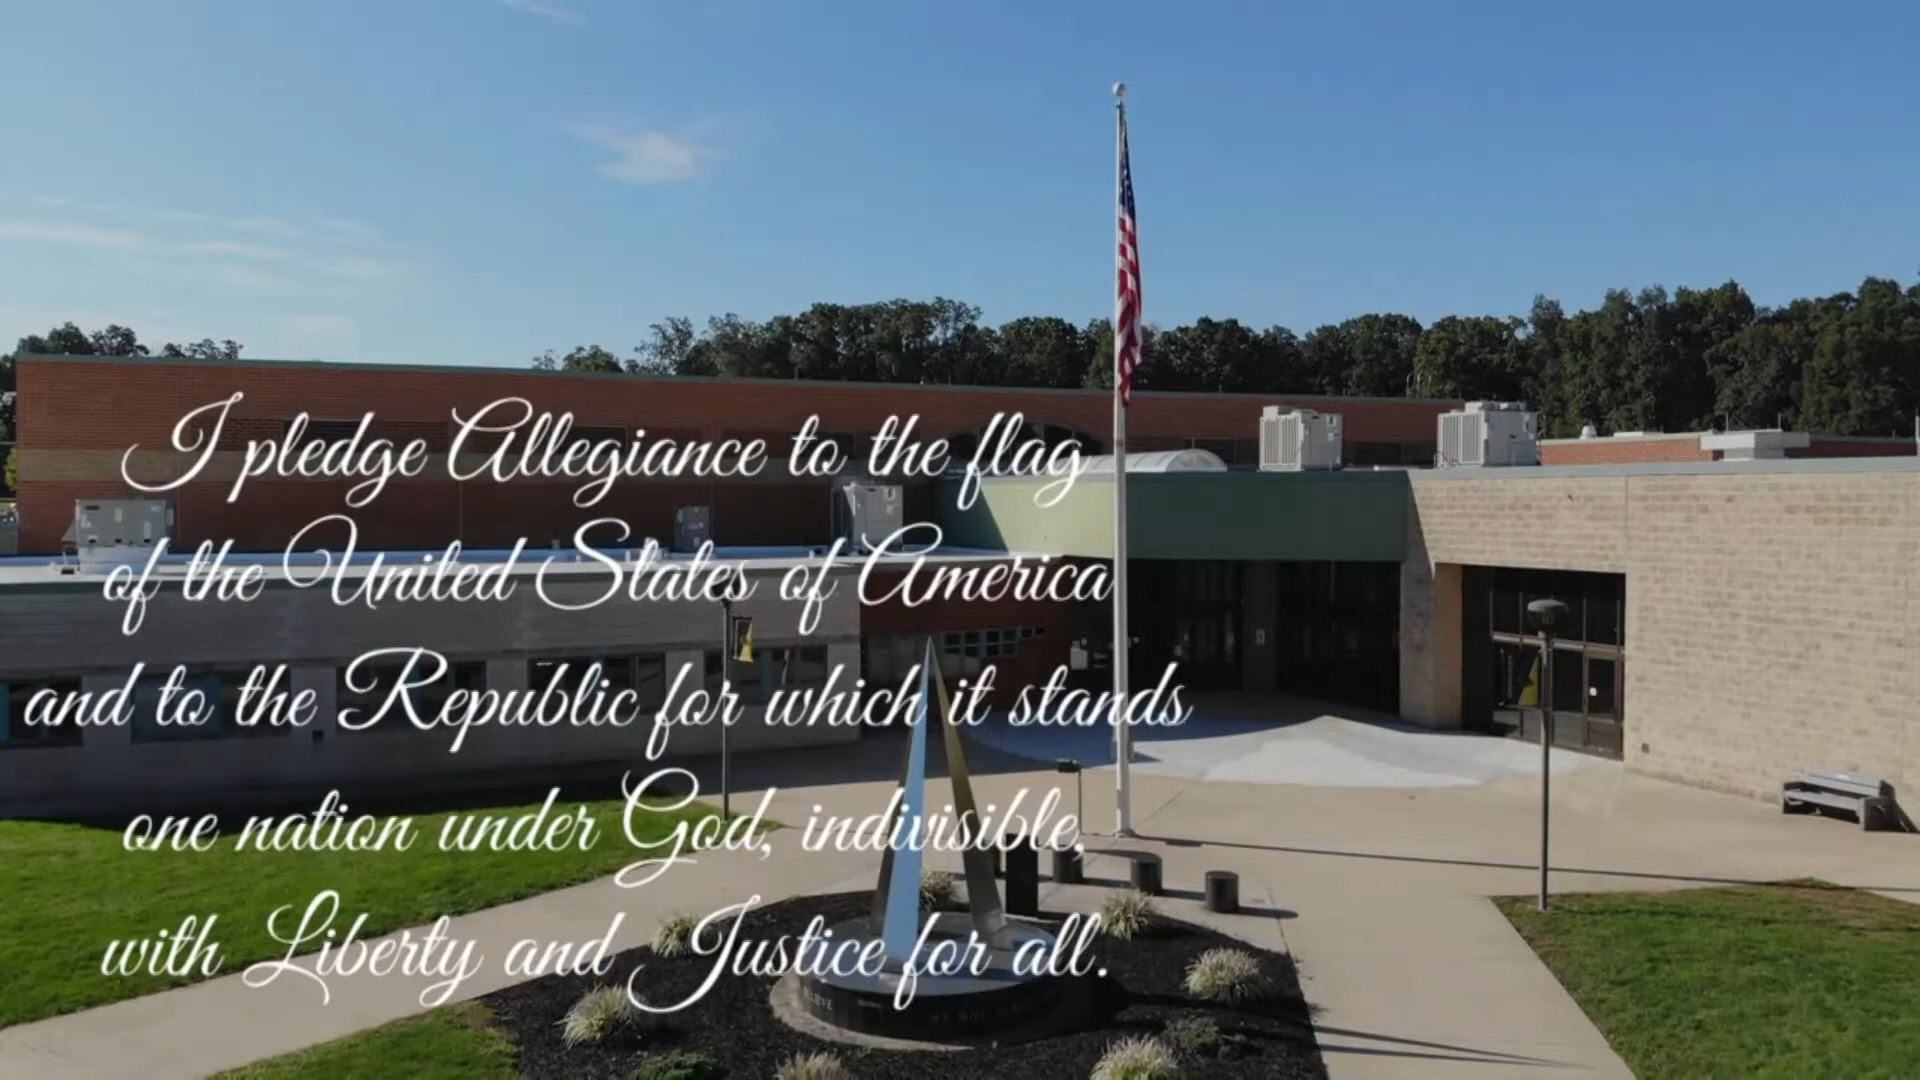 I pledge Allegiance to the flag
of the United States of America
and to the Republic for which it stands
one nation under God, indivisible,
with Liberty and Justice for all.